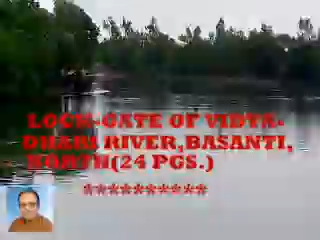 LOCK-GATE OF VIDYA-
DHARI RIVER,BASANTI,
NORTH(24 PGS.)
**********